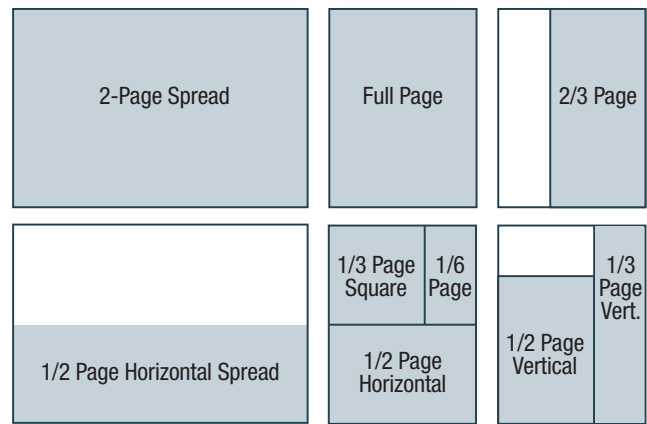 2-Page Spread
Full Page
2/3 Page
1/2 Page Horizontal Spread
1/3 Page
Square
1/6
Page
1/2 Page
Horizontal
1/2 Page
Vertical
1/3
Page
Vert.